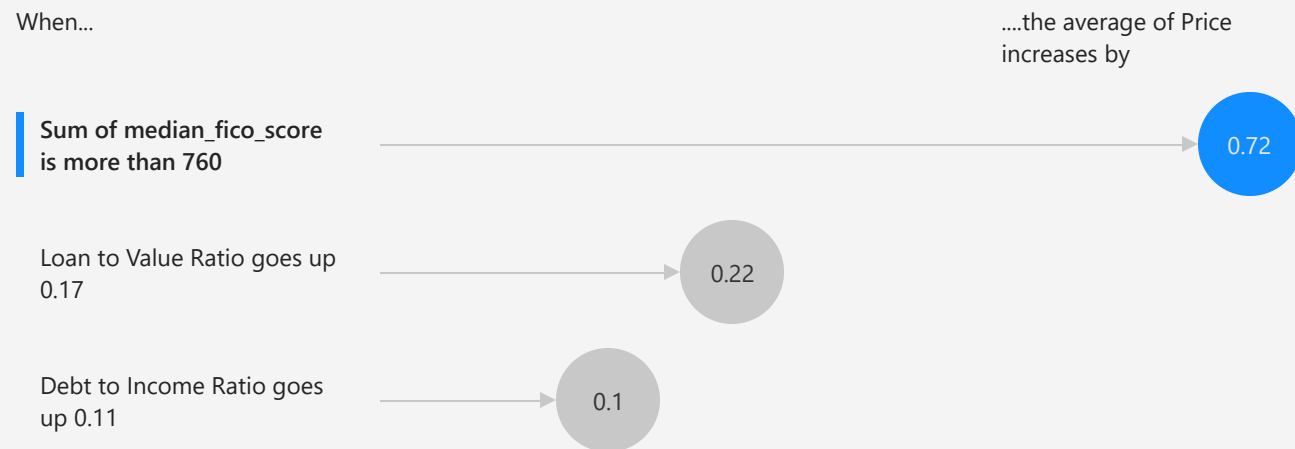 When...
....the average of Price
increases by
Sum of median_fico_score
is more than 760
0.72
Loan to Value Ratio goes up
0.17
0.22
Debt to Income Ratio goes
up 0.11
0.1